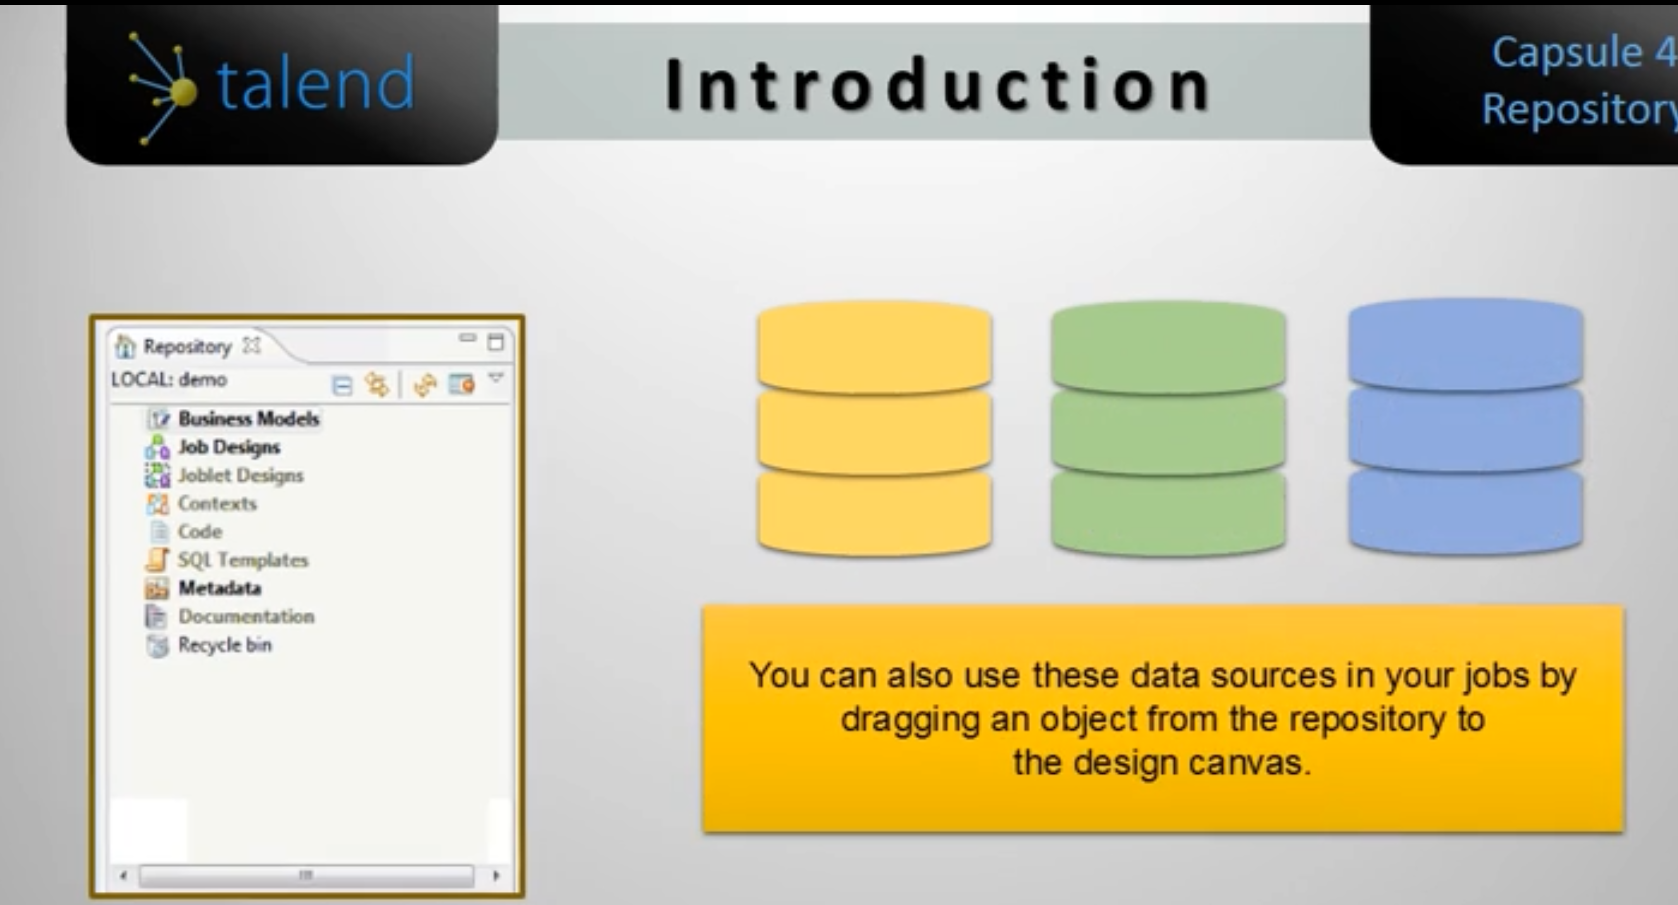 talend
Introduction
Capsule 4
Repository
Repository
LOCAL: demo
Business Models
Job Designs
Joblet Designs
Contexts
Code
SQL Templates
Metadata
Documentation
Recycle bin
You can also use these data sources in your jobs by
dragging an object from the repository to
the design canvas.